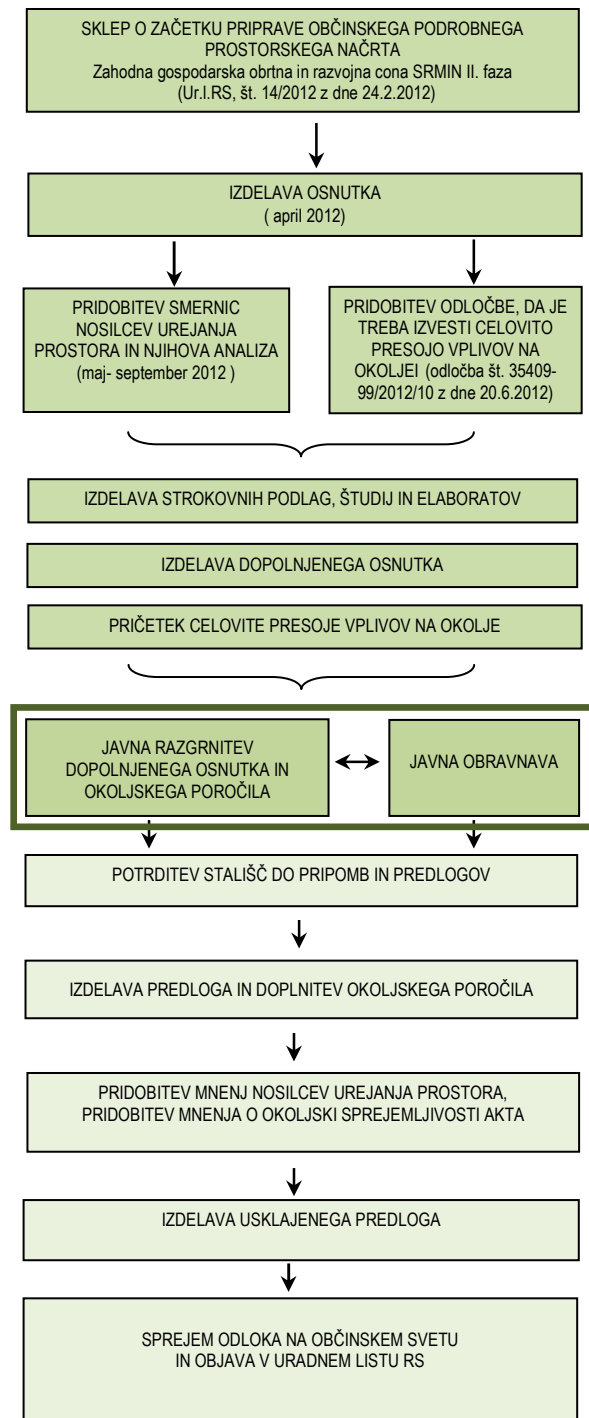 SKLEP O ZAČETKU PRIPRAVE OBČINSKEGA PODROBNEGA
PROSTORSKEGA NAČRTA
Zahodna gospodarska obrtna in razvojna cona SRMIN II. faza
(Ur.l.RS, št. 14/2012 z dne 24.2.2012)
IZDELAVA OSNUTKA
( april 2012)
PRIDOBITEV SMERNIC
NOSILCEV UREJANJA
PROSTORA IN NJIHOVA ANALIZA
(maj- september 2012 )
PRIDOBITEV ODLOČBE, DA JE
TREBA IZVESTI CELOVITO
PRESOJO VPLIVOV NA
OKOLJEI (odločba št. 35409-
99/2012/10 z dne 20.6.2012)
IZDELAVA STROKOVNIH PODLAG, ŠTUDIJ IN ELABORATOV
IZDELAVA DOPOLNJENEGA OSNUTKA
PRIČETEK CELOVITE PRESOJE VPLIVOV NA OKOLJE
JAVNA RAZGRNITEV
DOPOLNJENEGA OSNUTKA IN
OKOLJSKEGA POROČILA
JAVNA OBRAVNAVA
POTRDITEV STALIŠČ DO PRIPOMB IN PREDLOGOV
IZDELAVA PREDLOGA IN DOPLNITEV OKOLJSKEGA POROČILA
PRIDOBITEV MNENJ NOSILCEV UREJANJA PROSTORA,
PRIDOBITEV MNENJA O OKOLJSKI SPREJEMLJIVOSTI AKTA
IZDELAVA USKLAJENEGA PREDLOGA
SPREJEM ODLOKA NA OBČINSKEM SVETU
IN OBJAVA V URADNEM LISTU RS